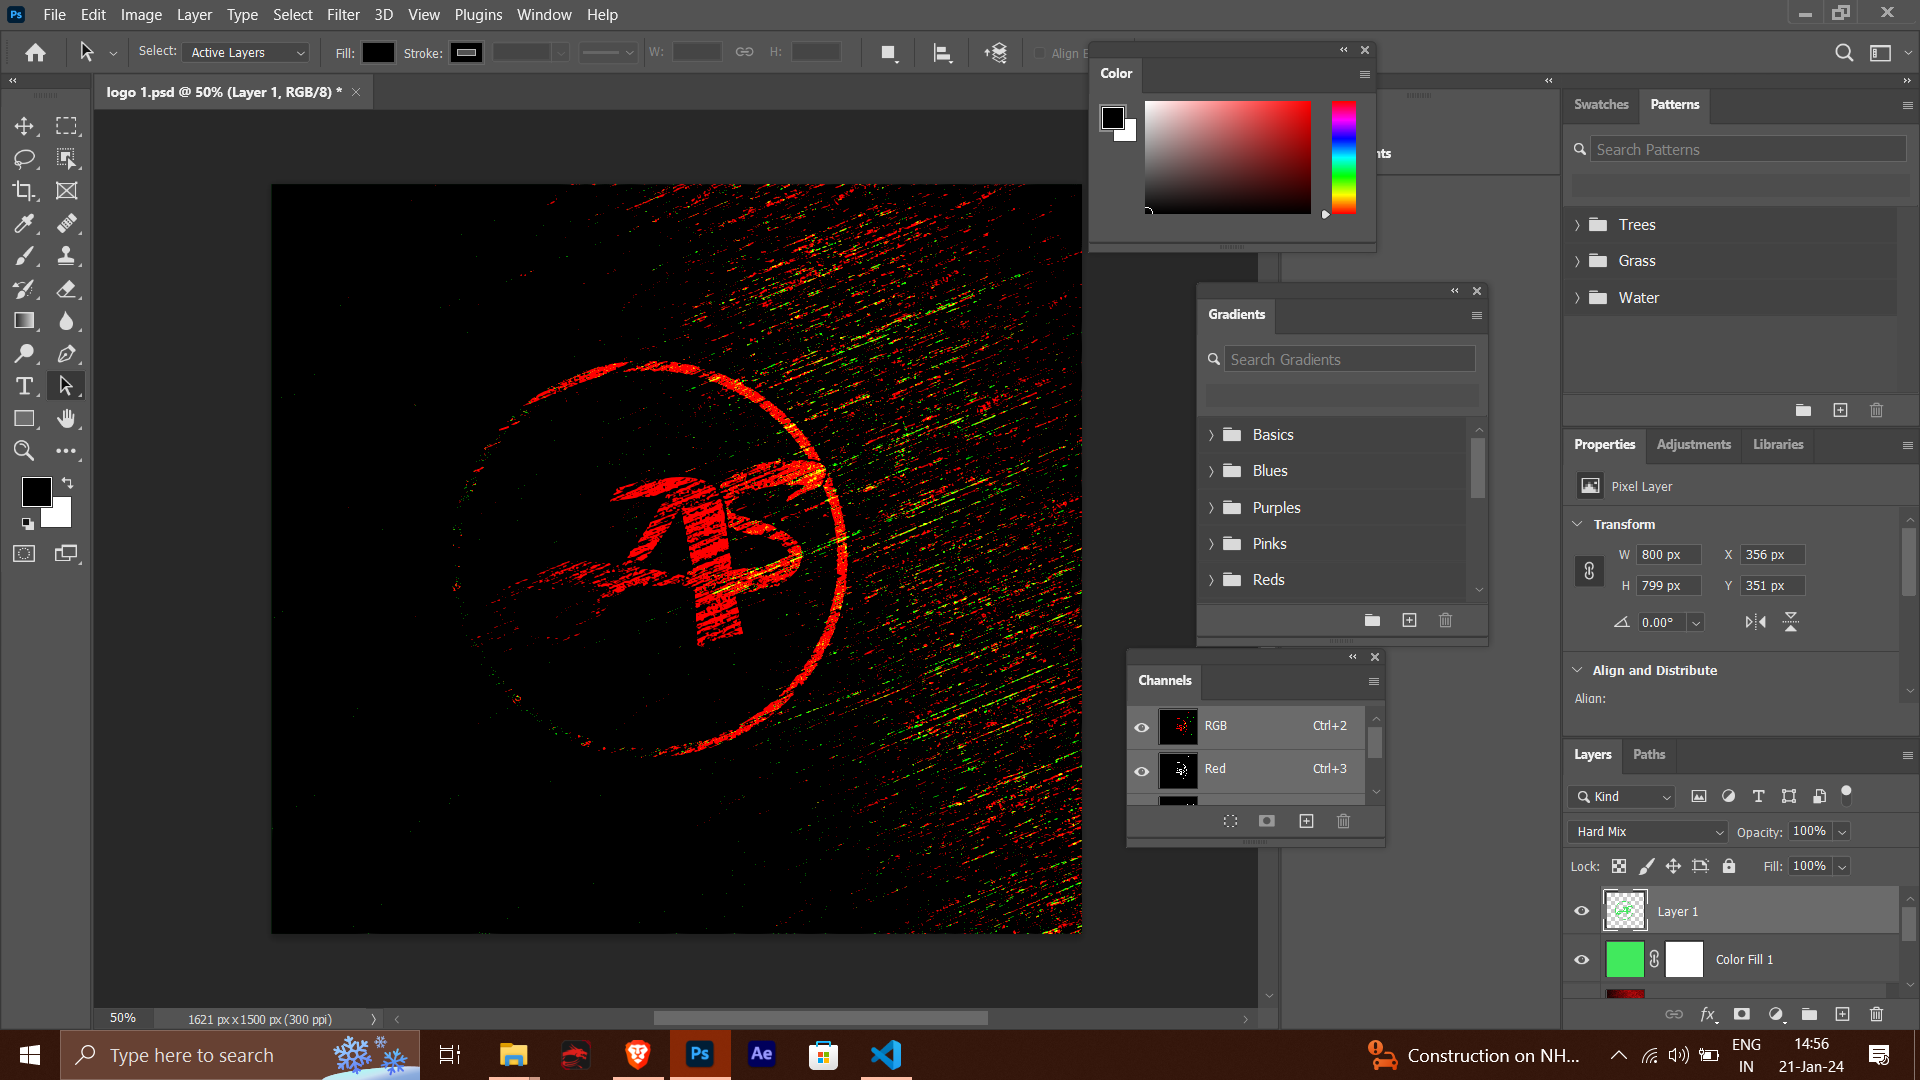 Ps File Edit Image Layer Type Select Filter 3D View Plugins Window Help
Select: Active Layers Fill: Stroke: W: H: Align E
logo 1.psd @ 50% (Layer 1, RGB/8) * ×
Color
nts
Swatches Patterns
Search Patterns
Trees
Grass
Water
Gradients
Search Gradients
Basics
Blues
Purples
Pinks
Reds
Properties Adjustments Libraries
Pixel Layer
Transform
W 800 px X 356 px
H 799 px Y 351 px
0.00°
Align and Distribute
Align:
Channels
RGB Ctrl+2
Red Ctrl+3
Layers Paths
Kind
Hard Mix Opacity: 100%
Lock: Fill: 100%
Layer 1
Color Fill 1
AS
50% 1621 px x 1500 px (300 ppi)
Type here to search
Ps Ae
Construction on NH...
ENG
IN
14:56
21-Jan-24